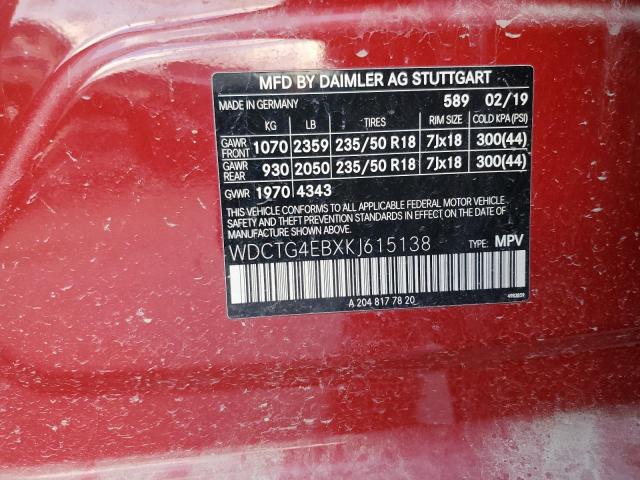 MFD BY DAIMLER AG STUTTGART
MADE IN GERMANY 589 02/19
KG LB TIRES RIM SIZE COLD KPA (PSI)
GAWR FRONT 1070 2359 235/50 R18 7Jx18 300(44)
GAWR REAR 930 2050 235/50 R18 7Jx18 300(44)
GVWR 1970 4343
THIS VEHICLE CONFORMS TO ALL APPLICABLE FEDERAL MOTOR VEHICLE
SAFETY AND THEFT PREVENTION STANDARDS IN EFFECT ON THE DATE
OF MANUFACTURE SHOWN ABOVE.
WDCTG4EBXKJ615138 TYPE: MPV
A 204 817 78 20